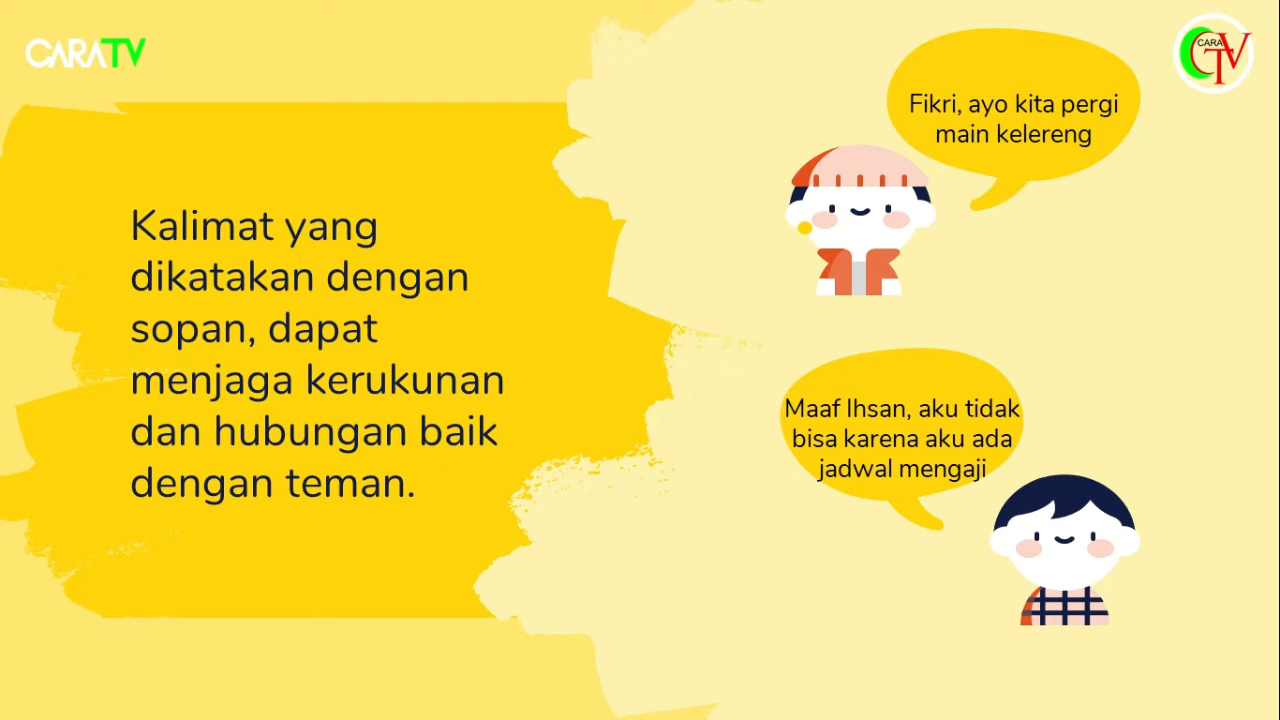 CARATV
Kalimat yang
dikatakan dengan
sopan, dapat
menjaga kerukunan
dan hubungan baik
dengan teman.
Fikri, ayo kita pergi
main kelereng
Maaf Ihsan, aku tidak
bisa karena aku ada
jadwal mengaji
CARA
CTV